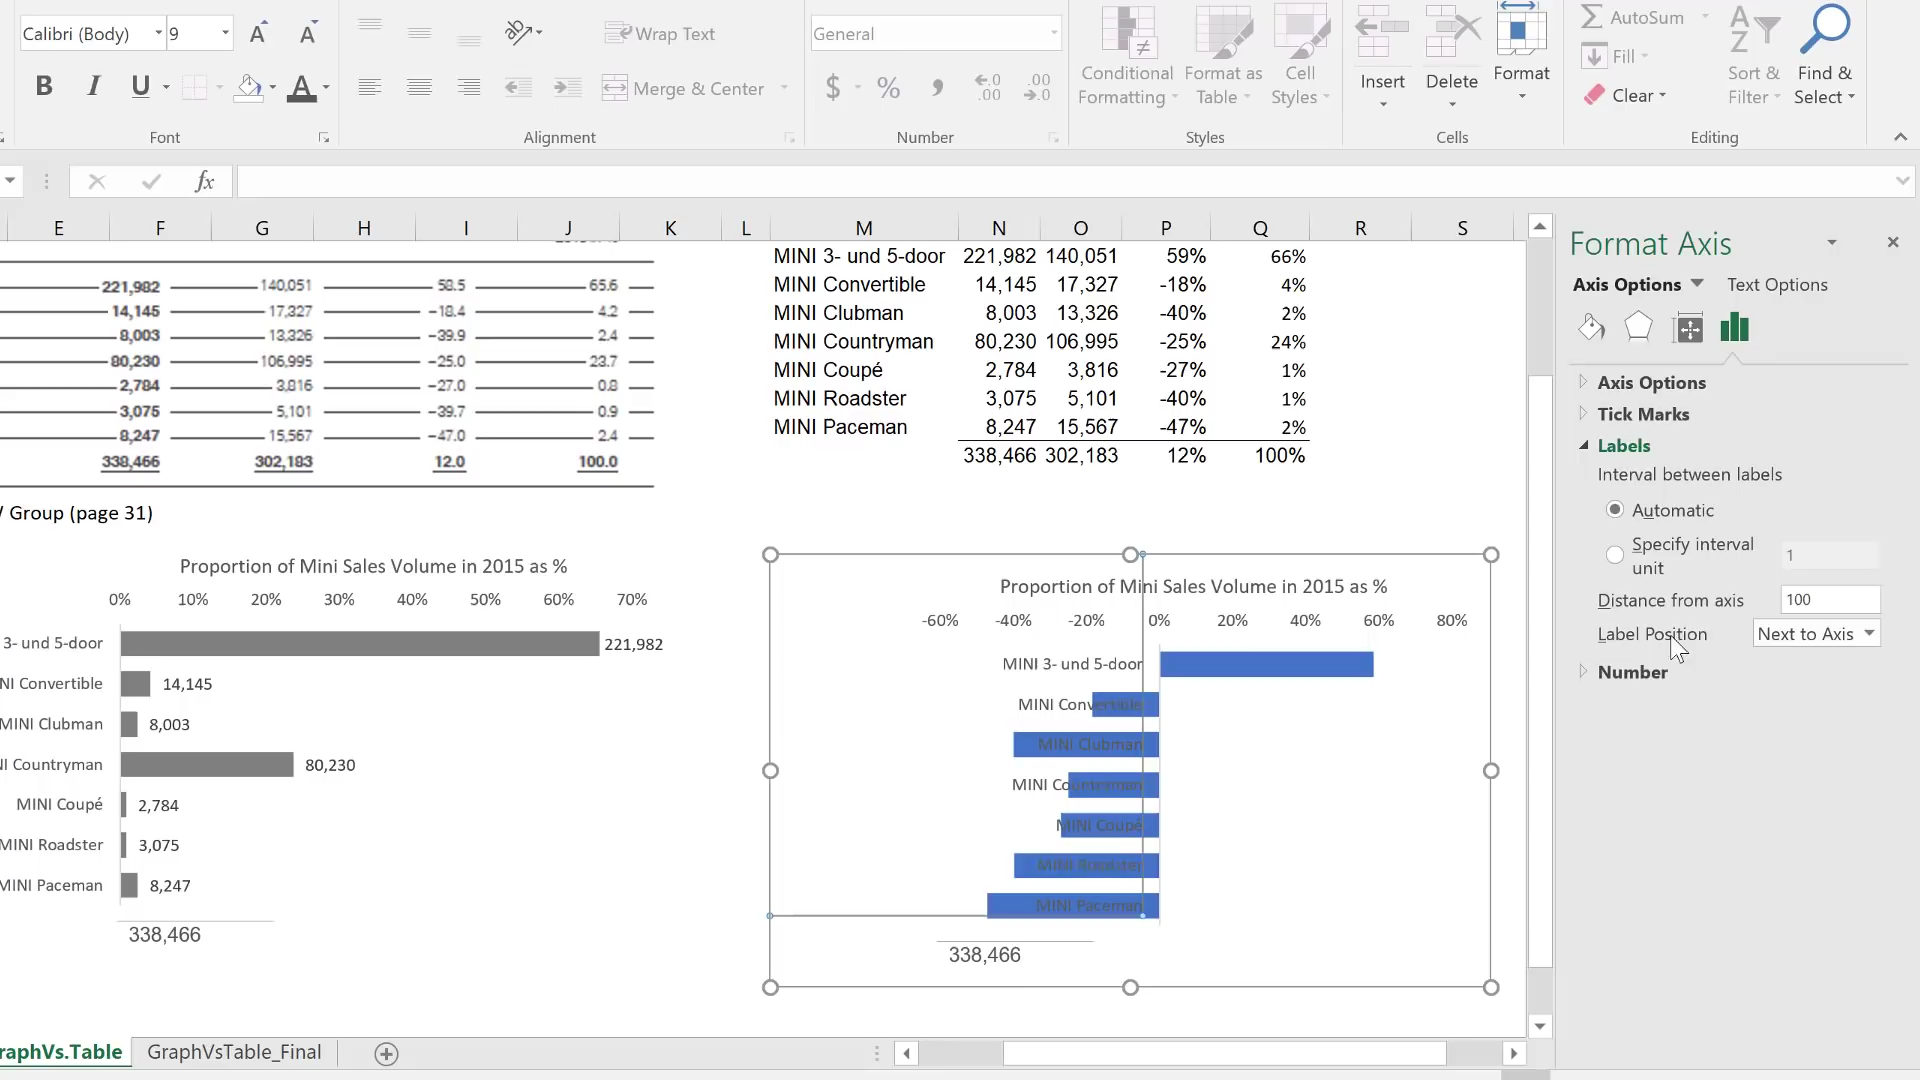 Calibri (Body) 9 A A Wrap Text General AutoSum
Fill
Conditional Formatting Format as Table Cell Styles Insert Delete Format Sort & Filter Find & Select
B I U A Merge & Center $ % , .0 .00 .00 .0 Clear
Font Alignment Number Styles Cells Editing
fx
E F G H I J K L M N O P Q R S
221,982 140,051 58.5 65.6
14,145 17,327 -18.4 4.2
8,003 13,326 -39.9 2.4
80,230 106,995 -25.0 23.7
2,784 3,816 -27.0 0.8
3,075 5,101 -39.7 0.9
8,247 15,567 -47.0 2.4
338,466 302,183 12.0 100.0
Group (page 31)
MINI 3- und 5-door 221,982 140,051 59% 66%
MINI Convertible 14,145 17,327 -18% 4%
MINI Clubman 8,003 13,326 -40% 2%
MINI Countryman 80,230 106,995 -25% 24%
MINI Coupé 2,784 3,816 -27% 1%
MINI Roadster 3,075 5,101 -40% 1%
MINI Paceman 8,247 15,567 -47% 2%
338,466 302,183 12% 100%
Proportion of Mini Sales Volume in 2015 as %
0% 10% 20% 30% 40% 50% 60% 70%
3- und 5-door 221,982
NI Convertible 14,145
MINI Clubman 8,003
NI Countryman 80,230
MINI Coupé 2,784
MINI Roadster 3,075
MINI Paceman 8,247
338,466
Proportion of Mini Sales Volume in 2015 as %
-60% -40% -20% 0% 20% 40% 60% 80%
MINI 3- und 5-door
MINI Convertible
MINI Clubman
MINI Countryman
MINI Coupé
MINI Roadster
MINI Paceman
338,466
Format Axis
Axis Options Text Options
Axis Options
Tick Marks
Labels
Interval between labels
Automatic
Specify interval unit 1
Distance from axis 100
Label Position Next to Axis
Number
raphVs.Table GraphVsTable_Final